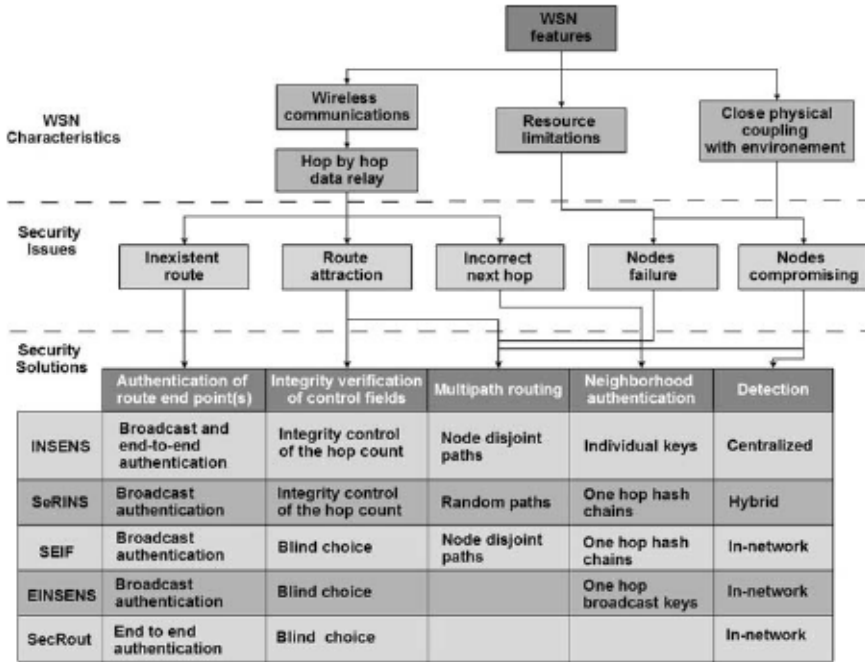 WSN
features
Wireless
communications
Resource
limitations
Close physical
coupling
with environement
WSN
Characteristics
Hop by hop
data relay
Security
Issues
Inexistent
route
Route
attraction
Incorrect
next hop
Nodes
failure
Nodes
compromising
Security
Solutions
Authentication of
route end point(s)
Integrity verification
of control fields
Multipath routing
Neighborhood
authentication
Detection
INSENS
Broadcast and
end-to-end
authentication
Integrity control
of the hop count
Node disjoint
paths
Individual keys
Centralized
SeRINS
Broadcast
authentication
Integrity control
of the hop count
Random paths
One hop hash
chains
Hybrid
SEIF
Broadcast
authentication
Blind choice
Node disjoint
paths
One hop hash
chains
In-network
EINSENS
Broadcast
authentication
Blind choice
One hop
broadcast keys
In-network
SecRout
End to end
authentication
Blind choice
In-network